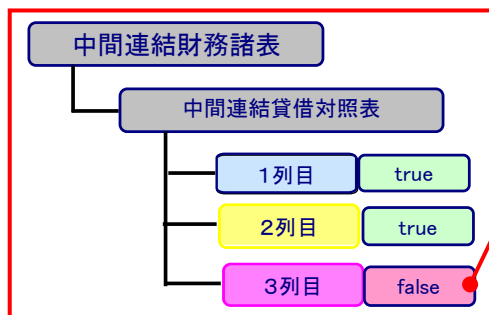 中間連結財務諸表
中間連結貸借対照表
1列目 true
2列目 true
3列目 false